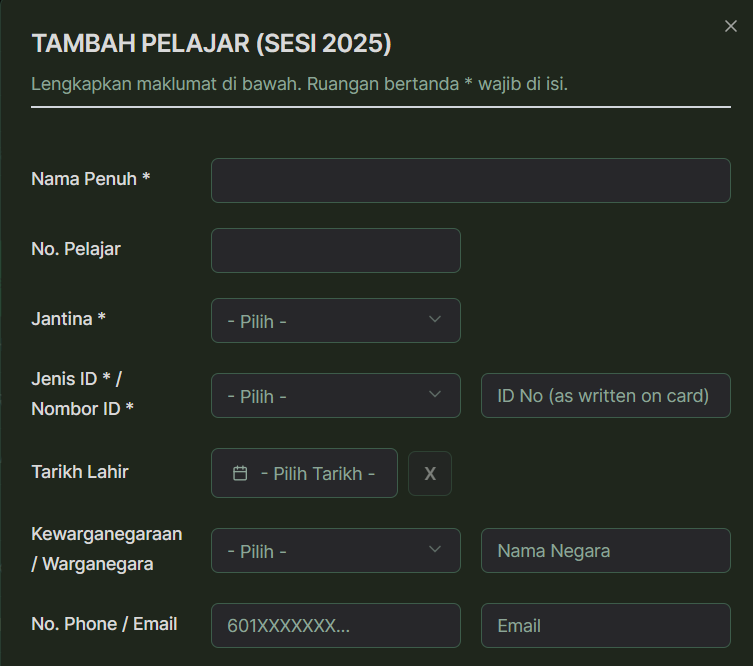 TAMBAH PELAJAR (SESI 2025)
Lengkapkan maklumat di bawah. Ruangan bertanda * wajib di isi.
Nama Penuh *
No. Pelajar
Jantina *
- Pilih -
Jenis ID * /
Nombor ID *
- Pilih -
ID No (as written on card)
Tarikh Lahir
- Pilih Tarikh -
X
Kewarganegaraan
/ Warganegara
- Pilih -
Nama Negara
No. Phone / Email
601XXXXXXX...
Email